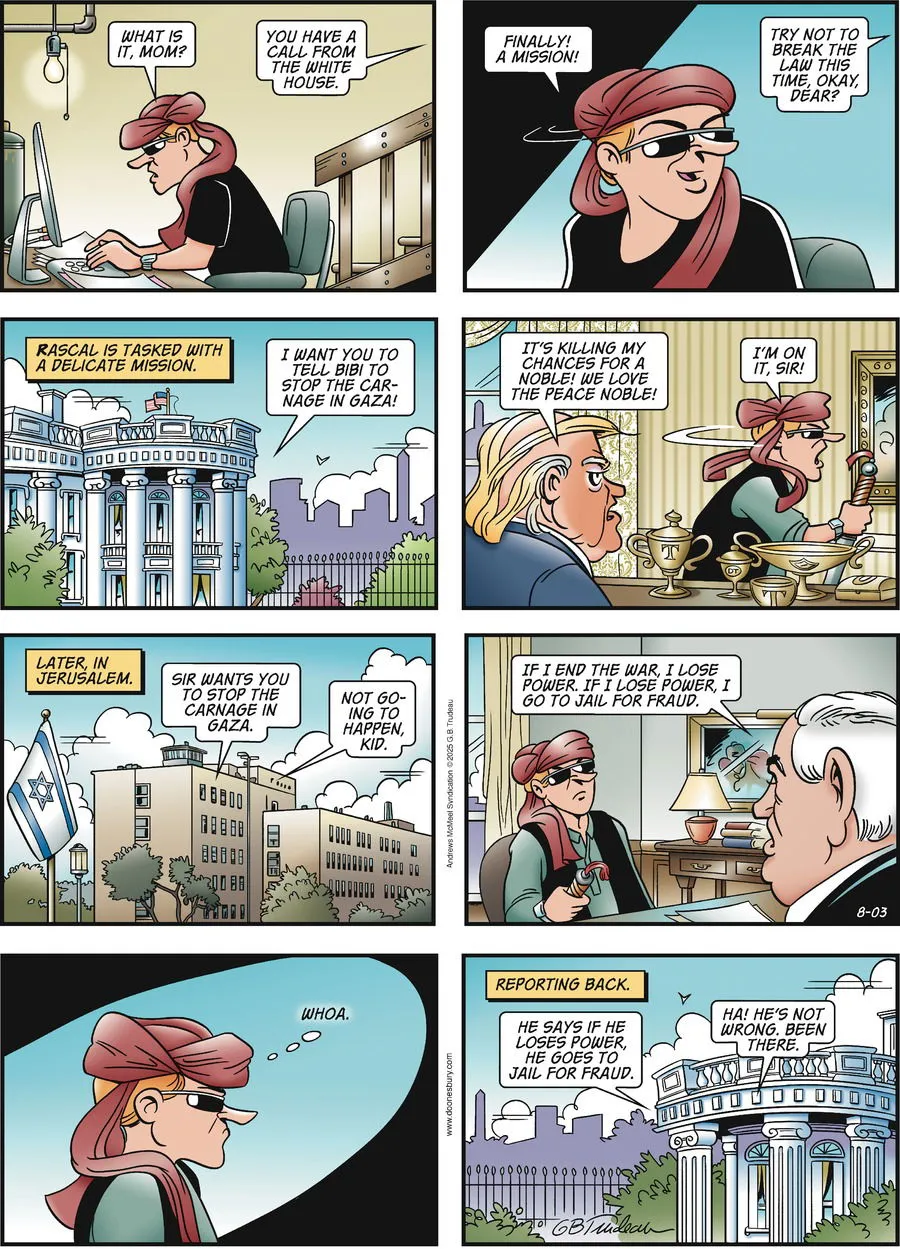 WHAT IS
IT, MOM?
YOU HAVE A
CALL FROM
THE WHITE
HOUSE.
FINALLY!
A MISSION!
TRY NOT TO
BREAK THE
LAW THIS
TIME, OKAY,
DEAR?
RASCAL IS TASKED WITH
A DELICATE MISSION.
I WANT YOU TO
TELL BIBI TO
STOP THE CAR-
NAGE IN GAZA!
IT'S KILLING MY
CHANCES FOR A
NOBLE! WE LOVE
THE PEACE NOBLE!
I'M ON
IT, SIR!
T
DT
T
LATER, IN
JERUSALEM.
SIR WANTS YOU
TO STOP THE
CARNAGE IN
GAZA.
NOT GO-
ING TO
HAPPEN,
KID.
Andrews McMeel Syndication © 2025 G.B. Trudeau
IF I END THE WAR, I LOSE
POWER. IF I LOSE POWER, I
GO TO JAIL FOR FRAUD.
8-03
WHOA.
www.doonesbury.com
REPORTING BACK.
HE SAYS IF HE
LOSES POWER,
HE GOES TO
JAIL FOR FRAUD.
HA! HE'S NOT
WRONG. BEEN
THERE.
GBTrudeau